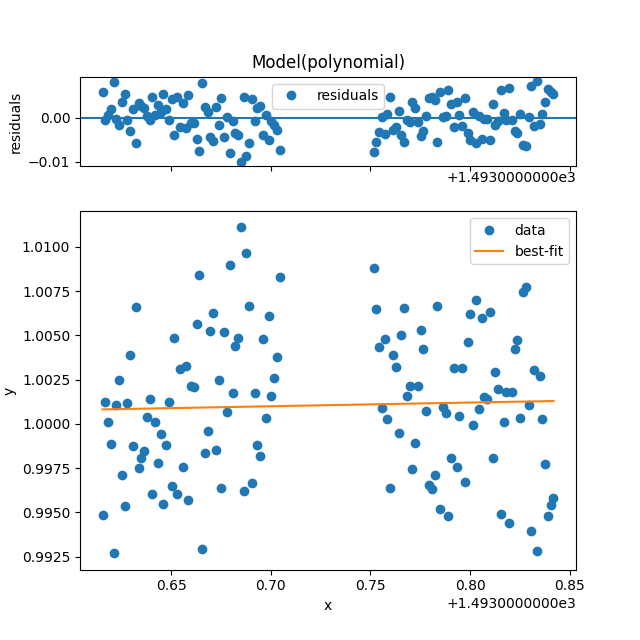 Model(polynomial)
residuals
0.00
−0.01
residuals
+1.4930000000e3
y
1.0100
1.0075
1.0050
1.0025
1.0000
0.9975
0.9950
0.9925
data
best-fit
0.65 0.70 0.75 0.80 0.85
x
+1.4930000000e3